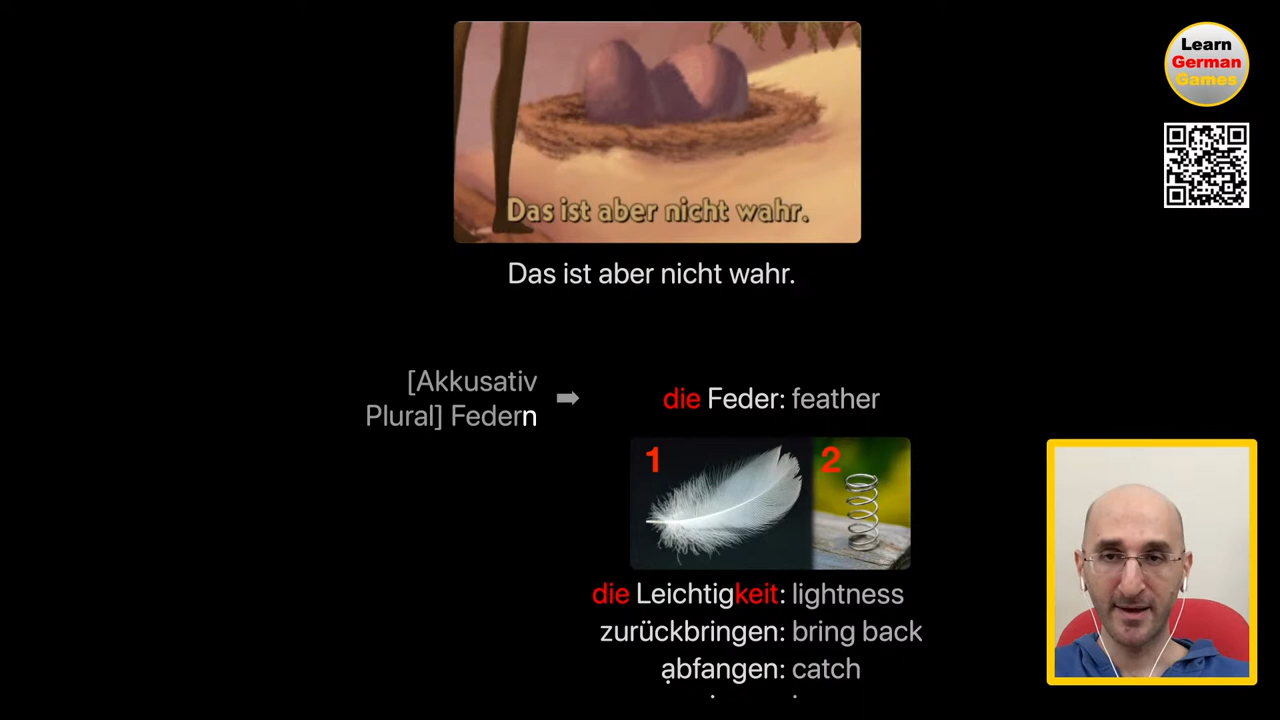 Learn
German
Games
Das ist aber nicht wahr.
Das ist aber nicht wahr.
[Akkusativ
Plural] Federn
➡
die Feder: feather
1
2
die Leichtigkeit: lightness
zurückbringen: bring back
ạbfangen: catch